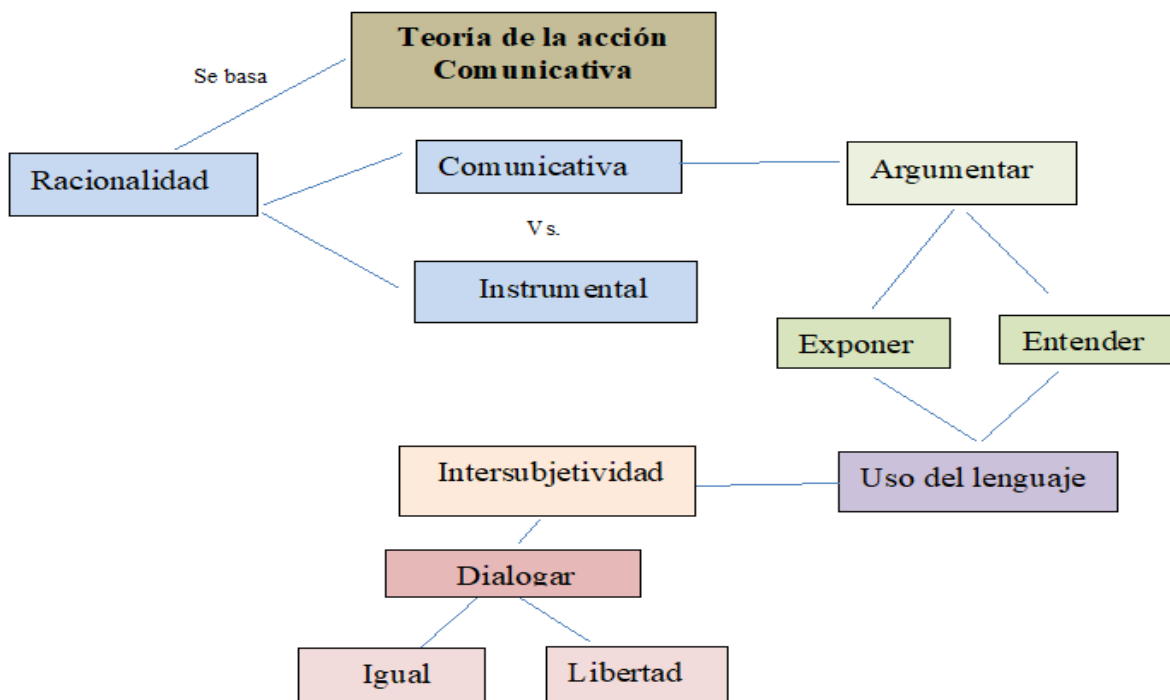 Teoría de la acción
Comunicativa
Se basa
Racionalidad
Comunicativa
Argumentar
Vs.
Instrumental
Exponer
Entender
Intersubjetividad
Uso del lenguaje
Dialogar
Igual
Libertad